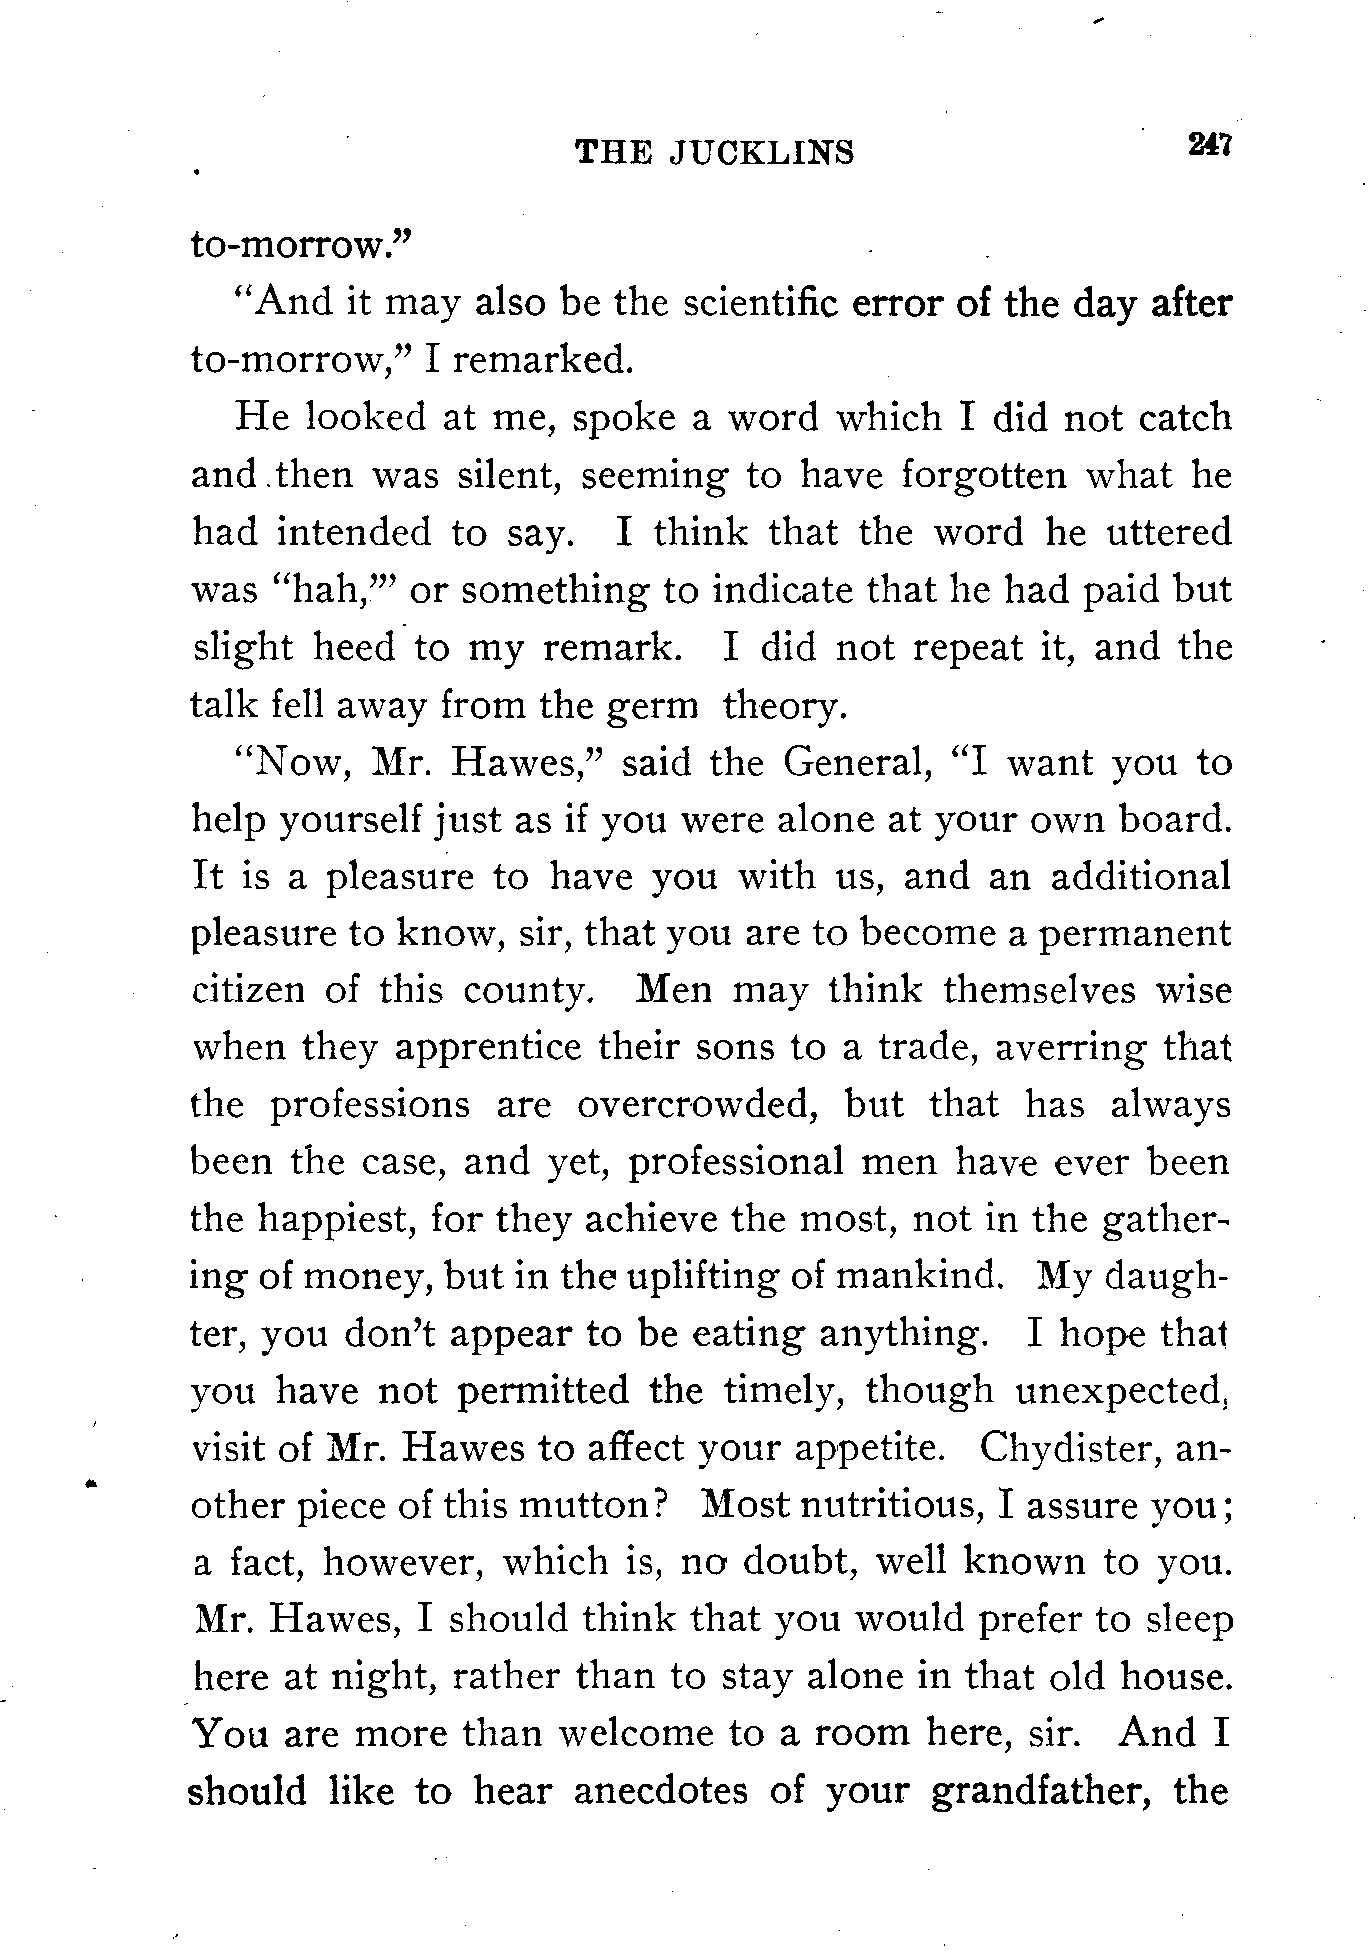 THE JUCKLINS 247
to-morrow.”
“And it may also be the scientific error of the day after
to-morrow,” I remarked.
He looked at me, spoke a word which I did not catch
and then was silent, seeming to have forgotten what he
had intended to say. I think that the word he uttered
was “hah,”’ or something to indicate that he had paid but
slight heed to my remark. I did not repeat it, and the
talk fell away from the germ theory.
“Now, Mr. Hawes,” said the General, “I want you to
help yourself just as if you were alone at your own board.
It is a pleasure to have you with us, and an additional
pleasure to know, sir, that you are to become a permanent
citizen of this county. Men may think themselves wise
when they apprentice their sons to a trade, averring that
the professions are overcrowded, but that has always
been the case, and yet, professional men have ever been
the happiest, for they achieve the most, not in the gather-
ing of money, but in the uplifting of mankind. My daugh-
ter, you don’t appear to be eating anything. I hope that
you have not permitted the timely, though unexpected,
visit of Mr. Hawes to affect your appetite. Chydister, an-
other piece of this mutton? Most nutritious, I assure you;
a fact, however, which is, no doubt, well known to you.
Mr. Hawes, I should think that you would prefer to sleep
here at night, rather than to stay alone in that old house.
You are more than welcome to a room here, sir. And I
should like to hear anecdotes of your grandfather, the